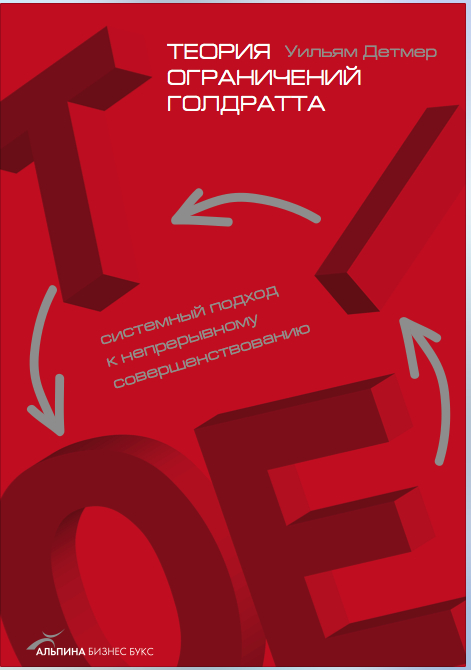 ТЕОРИЯ Уильям Детмер
ОГРАНИЧЕНИЙ
ГОЛДРАТТА
Т
/
системный подход
к непрерывному
совершенствованию
О
Е
АЛЬПИНА БИЗНЕС БУКС